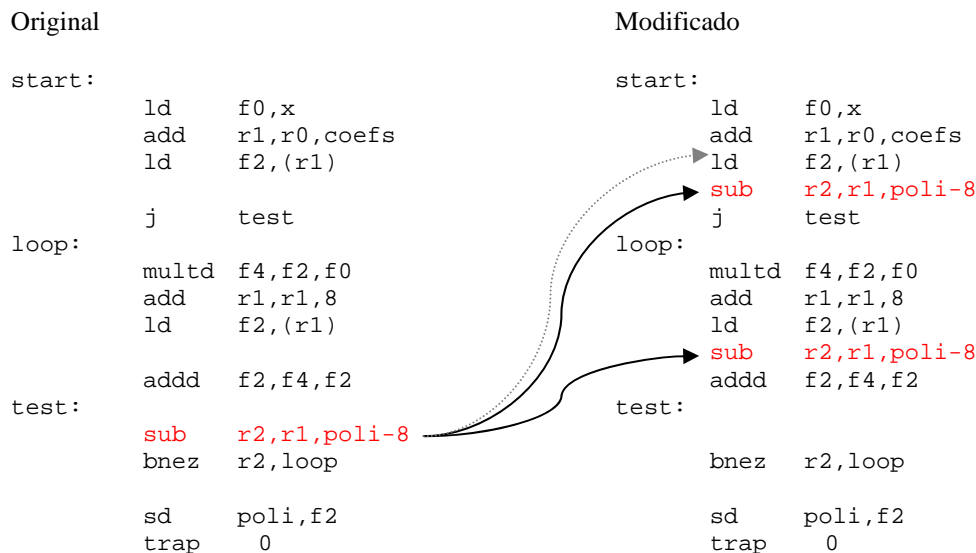 Original
start:
ld f0,x
add r1,r0,coefs
ld f2,(r1)
j test
loop:
multd f4,f2,f0
add r1,r1,8
ld f2,(r1)
addd f2,f4,f2
test:
sub r2,r1,poli-8
bnez r2,loop
sd poli,f2
trap 0
Modificado
start:
ld f0,x
add r1,r0,coefs
ld f2,(r1)
sub r2,r1,poli-8
j test
loop:
multd f4,f2,f0
add r1,r1,8
ld f2,(r1)
sub r2,r1,poli-8
addd f2,f4,f2
test:
bnez r2,loop
sd poli,f2
trap 0